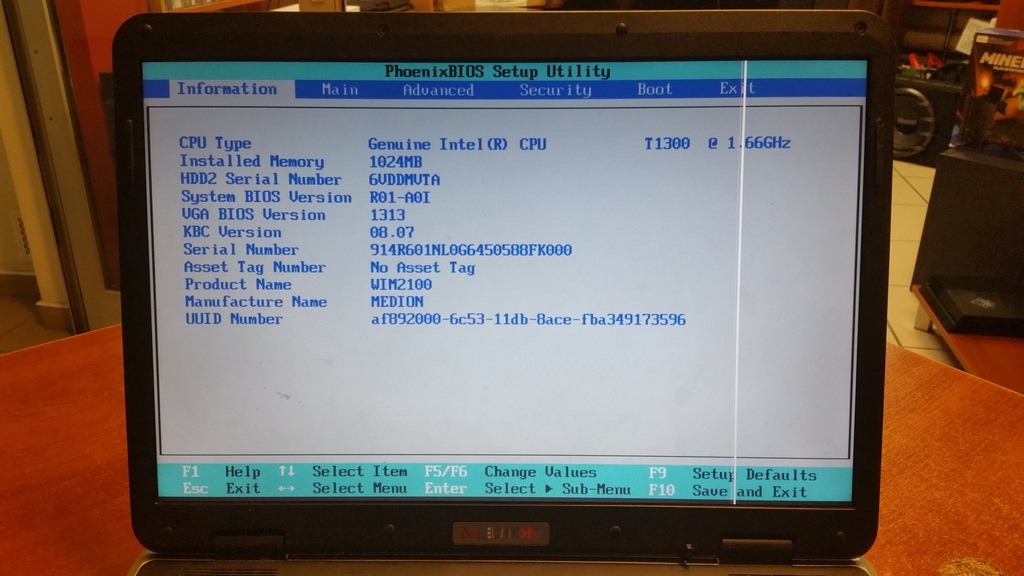 PhoenixBIOS Setup Utility
Information Main Advanced Security Boot Exit
CPU Type Genuine Intel(R) CPU T1300 @ 1.66GHz
Installed Memory 1024MB
HDD2 Serial Number 6VDDMVTA
System BIOS Version R01-A0I
VGA BIOS Version 1313
KBC Version 08.07
Serial Number 914R601NL0G6450588FK000
Asset Tag Number No Asset Tag
Product Name WIM2100
Manufacture Name MEDION
UUID Number af892000-6c53-11db-8ace-fba349173596
F1 Help ↑↓ Select Item F5/F6 Change Values F9 Setup Defaults
Esc Exit ↔ Select Menu Enter Select ▶ Sub-Menu F10 Save and Exit
MEDION
MINE